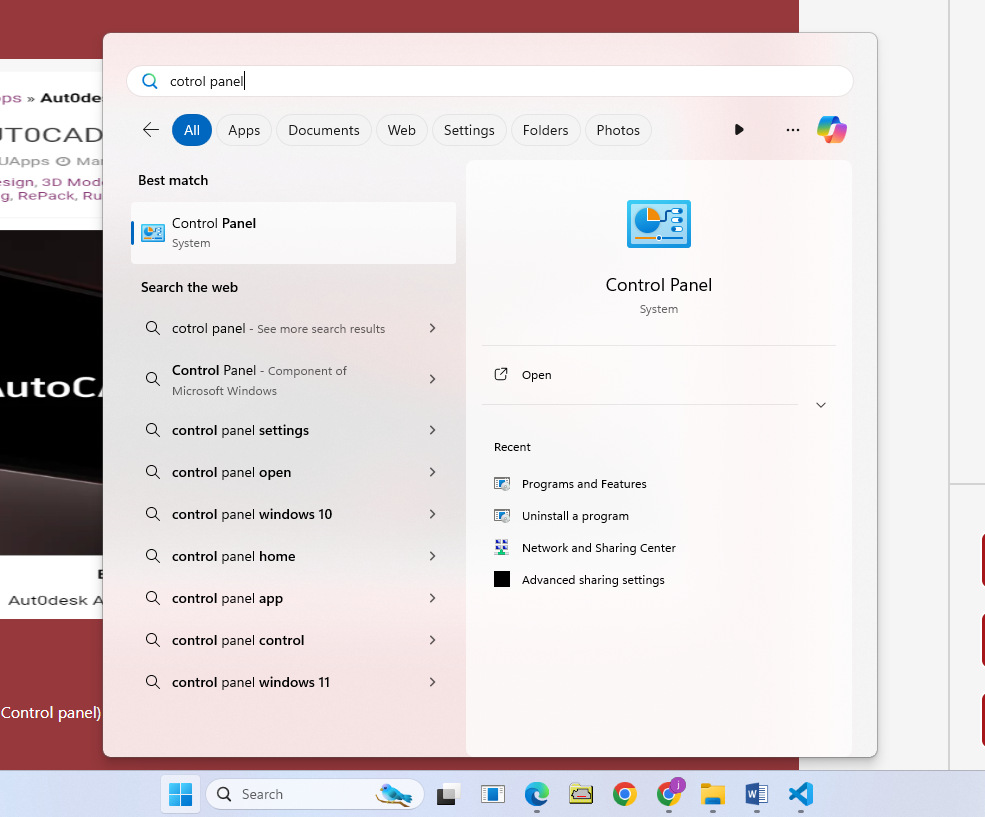 cotrol panel
All
Apps
Documents
Web
Settings
Folders
Photos
Best match
Control Panel
System
Search the web
cotrol panel - See more search results
Control Panel - Component of
Microsoft Windows
control panel settings
control panel open
control panel windows 10
control panel home
control panel app
control panel control
control panel windows 11
Control Panel
System
Open
Recent
Programs and Features
Uninstall a program
Network and Sharing Center
Advanced sharing settings
ps » Aut0de
UT0CAD
UApps Mar
esign, 3D Mode
g, RePack, Ru
AutoCA
Aut0desk A
Control panel)
Search
j